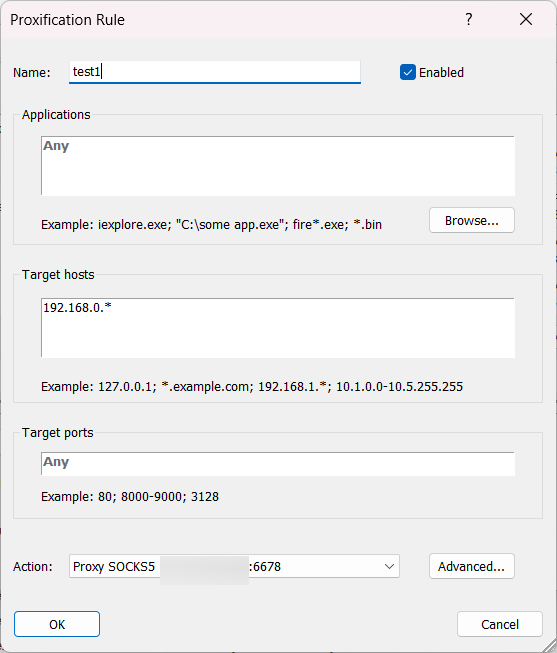 Proxification Rule ?
Name: test1 Enabled
Applications
Any
Example: iexplore.exe; "C:\some app.exe"; fire*.exe; *.bin Browse...
Target hosts
192.168.0.*
Example: 127.0.0.1; *.example.com; 192.168.1.*; 10.1.0.0-10.5.255.255
Target ports
Any
Example: 80; 8000-9000; 3128
Action: Proxy SOCKS5 :6678 Advanced...
OK Cancel